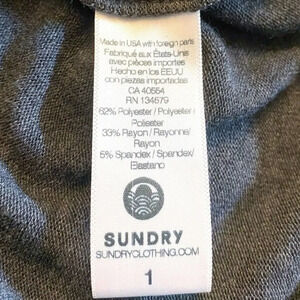 Made in USA with foreign parts
Fabriqué aux États-Unis
avec pièces importées
Hecho en los EEUU
con piezas importadas
CA 40554
RN 134579
62% Polyester / Polyester /
Poliester
33% Rayon / Rayonne/
Rayon
5% Spandex / Spandex/
Elastano
SUNDRY
SUNDRYCLOTHING.COM
1